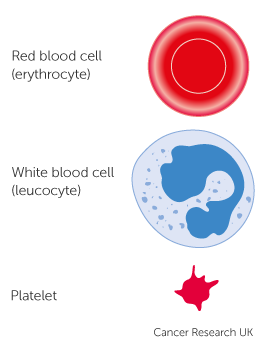 Red blood cell
(erythrocyte)
White blood cell
(leucocyte)
Platelet
Cancer Research UK